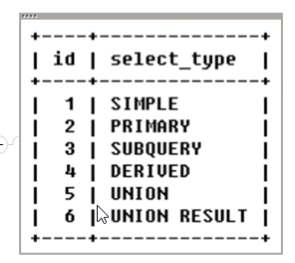 +----+--------------+
| id | select_type  |
+----+--------------+
| 1 | SIMPLE |
| 2 | PRIMARY |
| 3 | SUBQUERY |
| 4 | DERIVED |
| 5 | UNION |
| 6 | UNION RESULT |
+----+--------------+